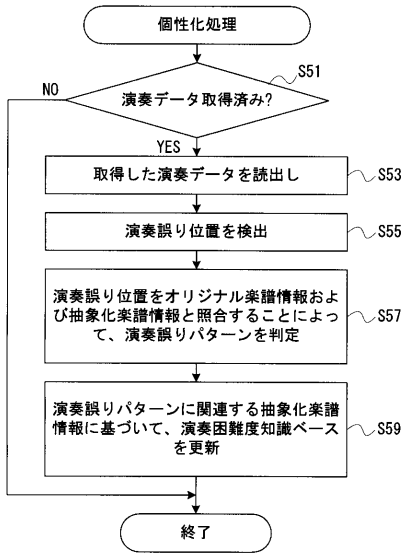 個性化処理
S51
NO
演奏データ取得済み?
YES
取得した演奏データを読出し
S53
演奏誤り位置を検出
S55
演奏誤り位置をオリジナル楽譜情報およ
び抽象化楽譜情報と照合することによっ
て、演奏誤りパターンを判定
S57
演奏誤りパターンに関連する抽象化楽譜
情報に基づいて、演奏困難度知識ベース
を更新
S59
終了